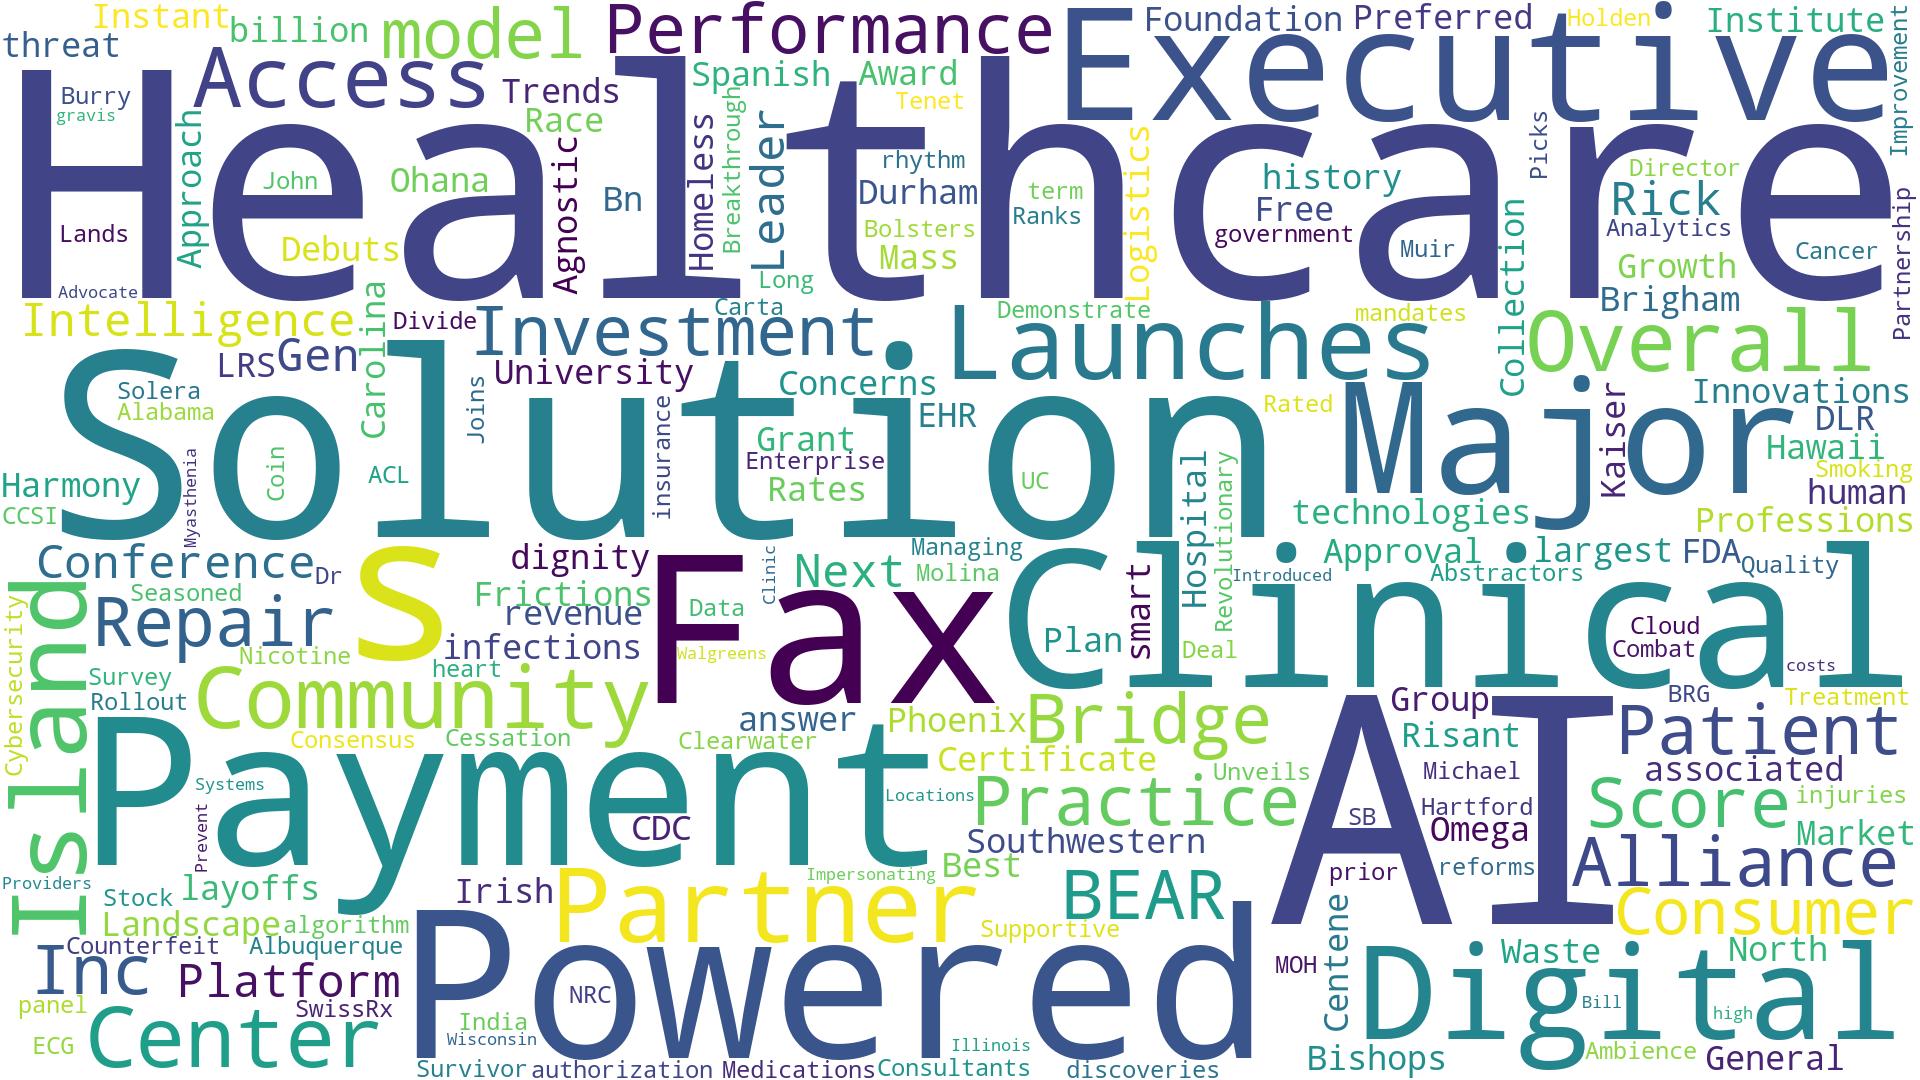 Instant
billion
model
Performance
Executive
Foundation
Preferred
Holden
Institute
threat
Access
Spanish
Award
Improvement
Burry
gravis
Trends
Race
Tenet
Healthcare
Approach
John
Ohana
Agnostic
Bn
Homeless
Breakthrough
Leader
rhythm
Durham
term
Ranks
Logistics
history
Free
government
Picks
Director
Rick
Analytics
Lands
Debuts
Bolsters
Mass
Muir
Cancer
Partnership
Advocate
Long
Collection
Growth
Brigham
Intelligence
Carolina
Divide
Investment
Carta
Demonstrate
Launches
mandates
Overall
LRS
Gen
University
Concerns
Solera
Alabama
Joins
insurance
EHR
Rated
Major
Kaiser
Innovations
DLR
Hawaii
Solution
Coin
ACL
Grant
Enterprise
Rates
UC
Hospital
Revolutionary
Smoking
human
Harmony
CCSI
Myasthenia
technologies
Professions
Conference
Dr
s
dignity
Clinic
Next
Managing
Molina
Clinical
Introduced
Approval
Abstractors
largest
FDA
Quality
Cybersecurity
Island
Seasoned
Repair
Frictions
revenue
infections
Fax
Data
Walgreens
Plan
smart
Deal
Cloud
Combat
costs
Nicotine
heart
Survey
Rollout
Community
answer
Phoenix
Bridge
Group
BRG
Treatment
Consensus
Cessation
Clearwater
Certificate
Unveils
AI
Risant
Patient
Payment
Systems
Prevent
CDC
Locations
Practice
Michael
associated
SB
Hartford
Score
injuries
Omega
Market
Southwestern
Providers
Stock
layoffs
Irish
Partner
Impersonating
Best
prior
reforms
Alliance
Landscape
algorithm
BEAR
Centene
Consumer
Counterfeit
Albuquerque
Supportive
Inc
Platform
Powered
MOH
Digital
Waste
North
panel
SwissRx
NRC
Bill
high
ECG
Center
India
Wisconsin
Illinois
Bishops
Ambience
General
Survivor
authorization
Medications
Consultants
discoveries